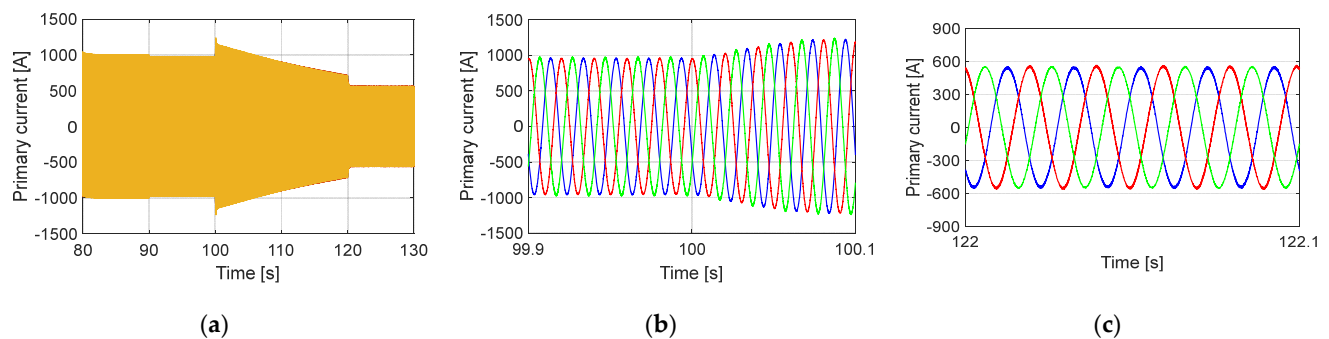 Primary current [A]
1500
1000
500
0
-500
-1000
-1500
80 90 100 110 120 130
Time [s]
(a)
Primary current [A]
1500
1000
500
0
-500
-1000
-1500
99.9 100 100.1
Time [s]
(b)
Primary current [A]
900
600
300
0
-300
-600
-900
122 122.1
Time [s]
(c)